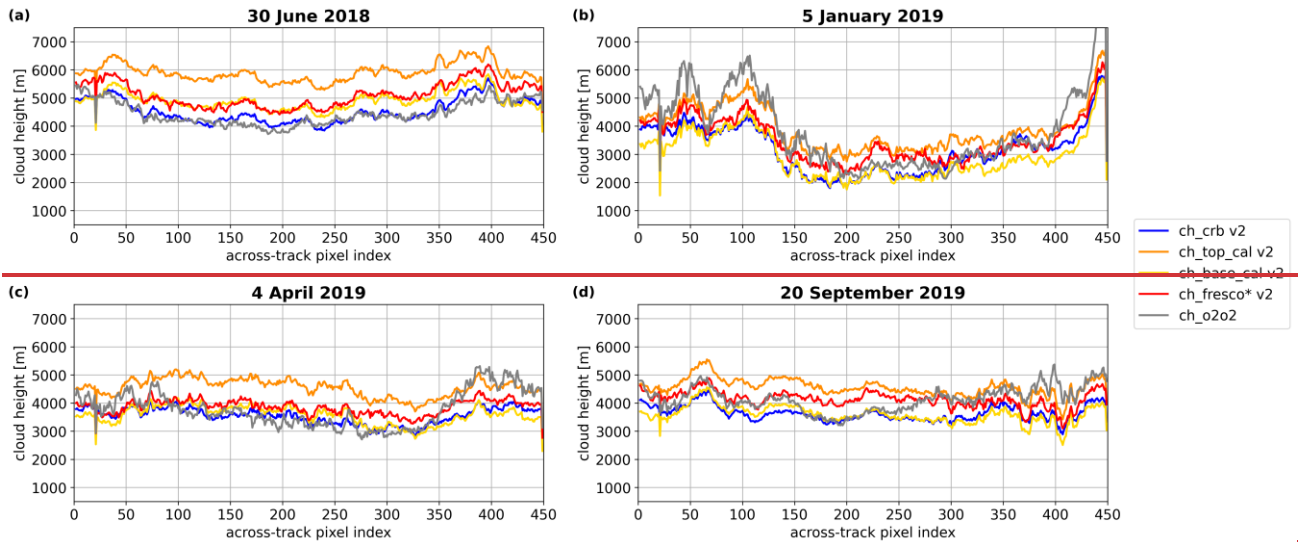 (a) 30 June 2018
(b) 5 January 2019
cloud height [m]
7000
6000
5000
4000
3000
2000
1000
0 50 100 150 200 250 300 350 400 450
across-track pixel index
cloud height [m]
7000
6000
5000
4000
3000
2000
1000
0 50 100 150 200 250 300 350 400 450
across-track pixel index
ch_crb v2
ch_top_cal v2
ch_base_cal v2
ch_fresco* v2
ch_o2o2
(c) 4 April 2019
(d) 20 September 2019
cloud height [m]
7000
6000
5000
4000
3000
2000
1000
0 50 100 150 200 250 300 350 400 450
across-track pixel index
cloud height [m]
7000
6000
5000
4000
3000
2000
1000
0 50 100 150 200 250 300 350 400 450
across-track pixel index